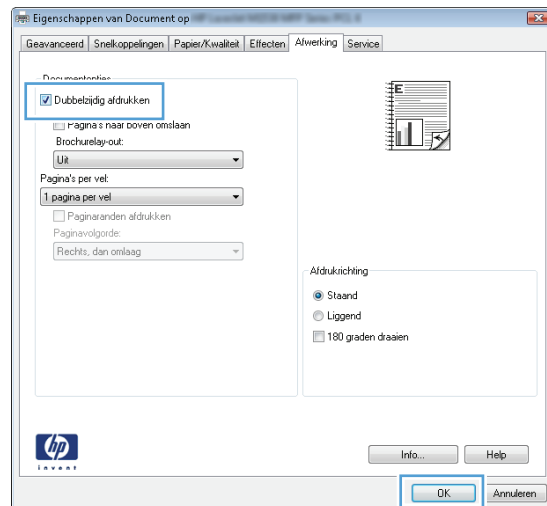 Eigenschappen van Document op
Geavanceerd Snelkoppelingen Papier/Kwaliteit Effecten Afwerking Service
Documentopties
Dubbelzijdig afdrukken
Pagina's naar boven omslaan
Brochurelay-out:
Uit
Pagina's per vel:
1 pagina per vel
Paginaranden afdrukken
Paginavolgorde:
Rechts, dan omlaag
E
Afdrukrichting
Staand
Liggend
180 graden draaien
hp
invent
Info... Help
OK Annuleren